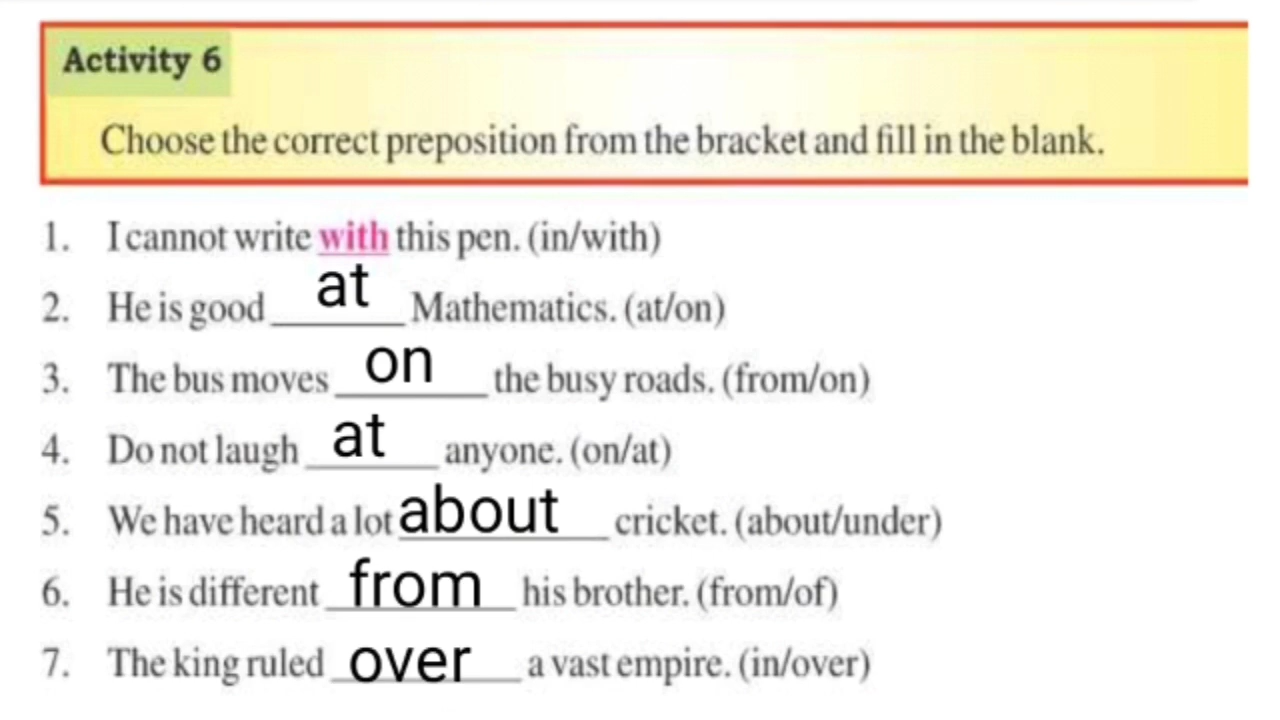 Activity 6
Choose the correct preposition from the bracket and fill in the blank.
1. I cannot write with this pen. (in/with)
2. He is good at Mathematics. (at/on)
3. The bus moves on the busy roads. (from/on)
4. Do not laugh at anyone. (on/at)
5. We have heard a lot about cricket. (about/under)
6. He is different from his brother. (from/of)
7. The king ruled over a vast empire. (in/over)